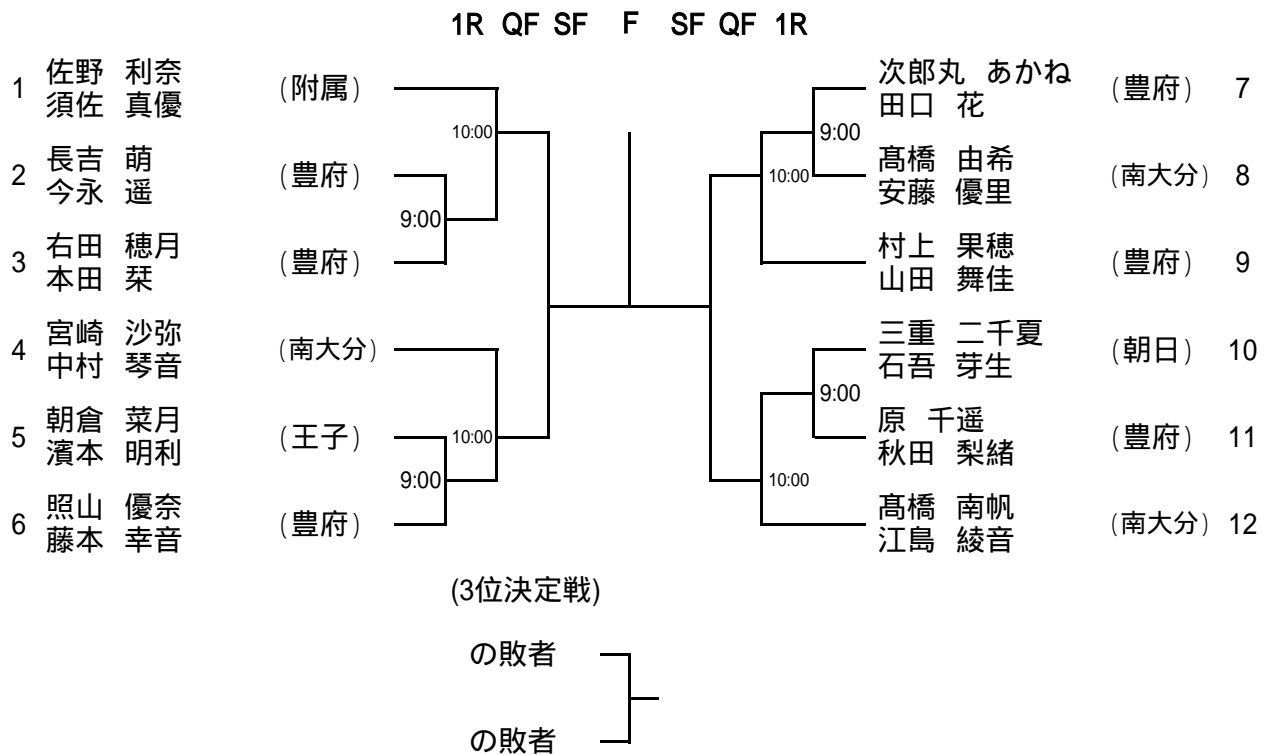 1R QF SF F SF QF 1R
1 佐野 利奈 (附属)
須佐 真優
2 長吉 萌 (豊府)
今永 遥
9:00
3 右田 穂月 (豊府)
本田 栞
10:00
4 宮崎 沙弥 (南大分)
中村 琴音
5 朝倉 菜月 (王子)
濱本 明利
9:00
6 照山 優奈 (豊府)
藤本 幸音
10:00
次郎丸 あかね (豊府) 7
田口 花
9:00
髙橋 由希 (南大分) 8
安藤 優里
10:00
村上 果穂 (豊府) 9
山田 舞佳
三重 二千夏 (朝日) 10
石吾 芽生
9:00
原 千遥 (豊府) 11
秋田 梨緒
10:00
髙橋 南帆 (南大分) 12
江島 綾音
(3位決定戦)
の敗者
の敗者